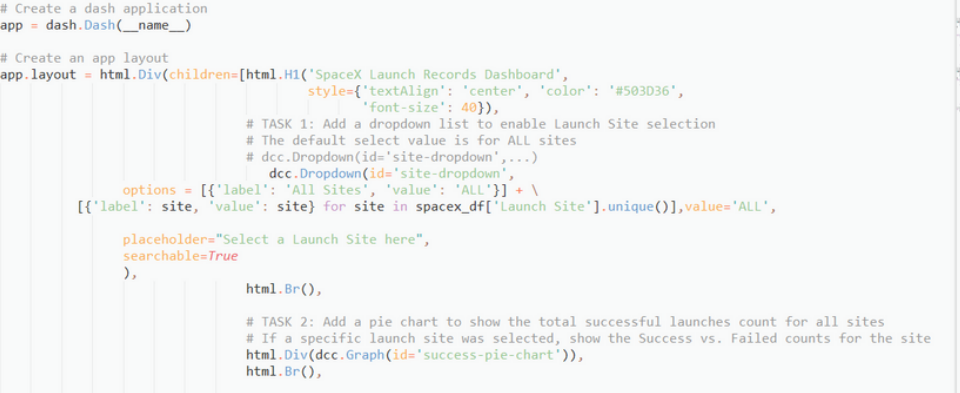 # Create a dash application
app = dash.Dash(__name__)
# Create an app layout
app.layout = html.Div(children=[html.H1('SpaceX Launch Records Dashboard',
style={'textAlign': 'center', 'color': '#503D36',
'font-size': 40}),
# TASK 1: Add a dropdown list to enable Launch Site selection
# The default select value is for ALL sites
# dcc.Dropdown(id='site-dropdown',...)
dcc.Dropdown(id='site-dropdown',
options = [{'label': 'All Sites', 'value': 'ALL'}] + \
[{'label': site, 'value': site} for site in spacex_df['Launch Site'].unique()],value='ALL',
placeholder="Select a Launch Site here",
searchable=True
),
html.Br(),
# TASK 2: Add a pie chart to show the total successful launches count for all sites
# If a specific launch site was selected, show the Success vs. Failed counts for the site
html.Div(dcc.Graph(id='success-pie-chart')),
html.Br(),